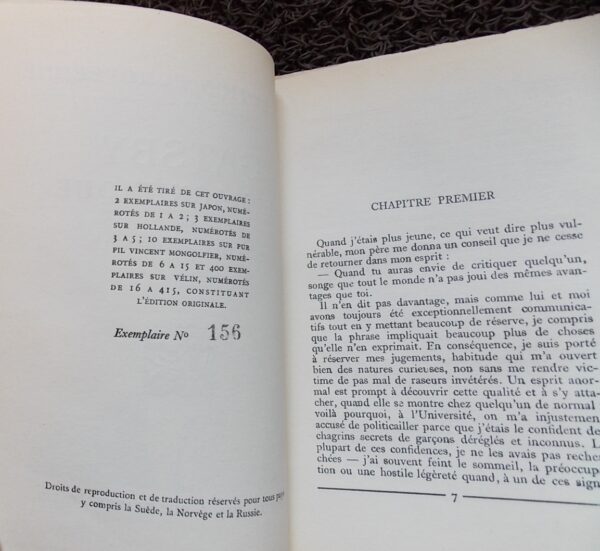 IL A ÉTÉ TIRÉ DE CET OUVRAGE :
2 EXEMPLAIRES SUR JAPON, NUMÉ-
ROTÉS DE 1 A 2 ; 3 EXEMPLAIRES
SUR HOLLANDE, NUMÉROTÉS DE
3 A 5 ; 10 EXEMPLAIRES SUR PUR
FIL VINCENT MONGOLFIER, NUMÉ-
ROTÉS DE 6 A 15 ET 400 EXEM-
PLAIRES SUR VÉLIN, NUMÉROTÉS
DE 16 A 415, CONSTITUANT
L'ÉDITION ORIGINALE.
Exemplaire No 156
Droits de reproduction et de traduction réservés pour tous pays
y compris la Suède, la Norvège et la Russie.
CHAPITRE PREMIER
Quand j'étais plus jeune, ce qui veut dire plus vul-
nérable, mon père me donna un conseil que je ne cesse
de retourner dans mon esprit :
— Quand tu auras envie de critiquer quelqu'un,
songe que tout le monde n'a pas joui des mêmes avan-
tages que toi.
Il n'en dit pas davantage, mais comme lui et moi
avons toujours été exceptionnellement communica-
tifs tout en y mettant beaucoup de réserve, je compris
que la phrase impliquait beaucoup plus de choses
qu'elle n'en exprimait. En conséquence, je suis porté
à réserver mes jugements, habitude qui m'a ouvert
bien des natures curieuses, non sans me rendre vic-
time de pas mal de raseurs invétérés. Un esprit anor-
mal est prompt à découvrir cette qualité et à s'y atta-
cher, quand elle se montre chez quelqu'un de normal
voilà pourquoi, à l'Université, on m'a injustement
accusé de politicailler parce que j'étais le confident de
chagrins secrets de garçons déréglés et inconnus. L
plupart de ces confidences, je ne les avais pas recher
chées — j'ai souvent feint le sommeil, la préoccup
tion ou une hostile légèreté quand, à un de ces sign
7